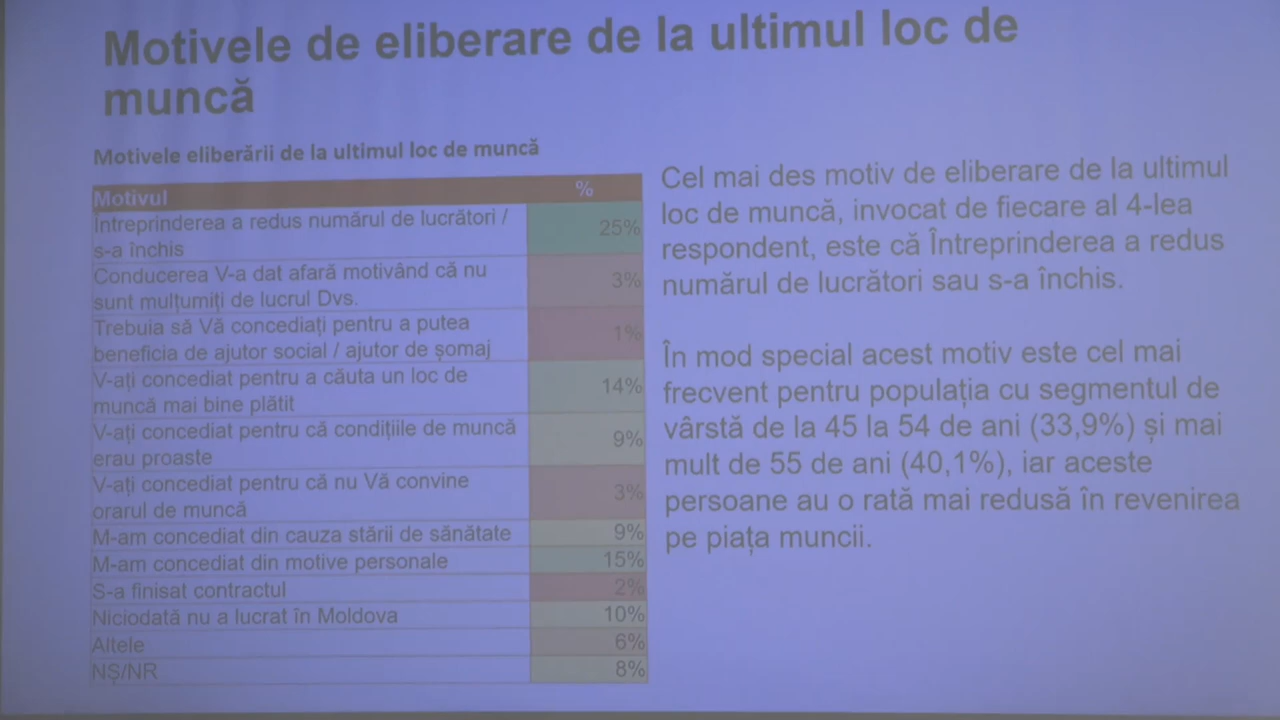 Motivele de eliberare de la ultimul loc de
muncă
Motivele eliberării de la ultimul loc de muncă
Motivul %
Întreprinderea a redus numărul de lucrători /
s-a închis 25%
Conducerea V-a dat afară motivând că nu
sunt mulțumiți de lucrul Dvs. 3%
Trebuia să Vă concediați pentru a putea
beneficia de ajutor social / ajutor de șomaj 1%
V-ați concediat pentru a căuta un loc de
muncă mai bine plătit 14%
V-ați concediat pentru că condițiile de muncă
erau proaste 9%
V-ați concediat pentru că nu Vă convine
orarul de muncă 3%
M-am concediat din cauza stării de sănătate 9%
M-am concediat din motive personale 15%
S-a finisat contractul 2%
Niciodată nu a lucrat în Moldova 10%
Altele 6%
NȘ/NR 8%
Cel mai des motiv de eliberare de la ultimul
loc de muncă, invocat de fiecare al 4-lea
respondent, este că Întreprinderea a redus
numărul de lucrători sau s-a închis.
În mod special acest motiv este cel mai
frecvent pentru populația cu segmentul de
vârstă de la 45 la 54 de ani (33,9%) și mai
mult de 55 de ani (40,1%), iar aceste
persoane au o rată mai redusă în revenirea
pe piața muncii.